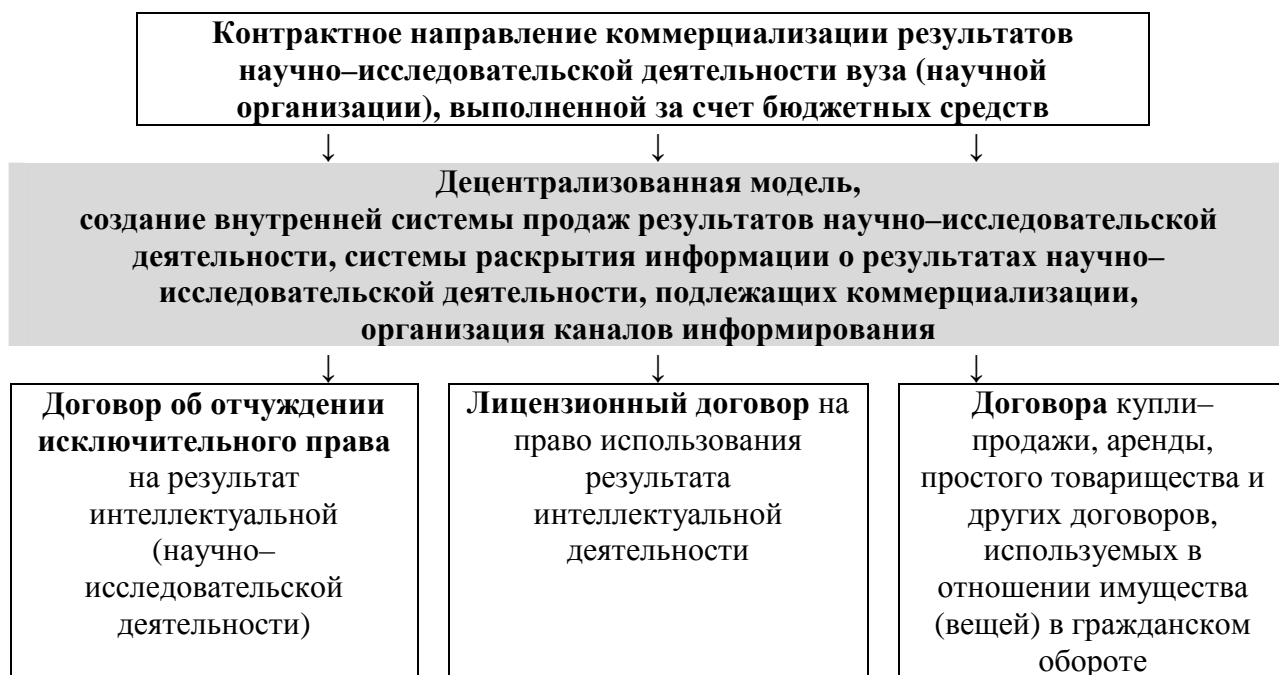 Контрактное направление коммерциализации результатов
научно–исследовательской деятельности вуза (научной
организации), выполненной за счет бюджетных средств
↓ ↓ ↓
Децентрализованная модель,
создание внутренней системы продаж результатов научно–исследовательской
деятельности, системы раскрытия информации о результатах научно–
исследовательской деятельности, подлежащих коммерциализации,
организация каналов информирования
↓ ↓ ↓
Договор об отчуждении
исключительного права
на результат
интеллектуальной
(научно–
исследовательской
деятельности)
Лицензионный договор на
право использования
результата
интеллектуальной
деятельности
Договора купли–
продажи, аренды,
простого товарищества и
других договоров,
используемых в
отношении имущества
(вещей) в гражданском
обороте